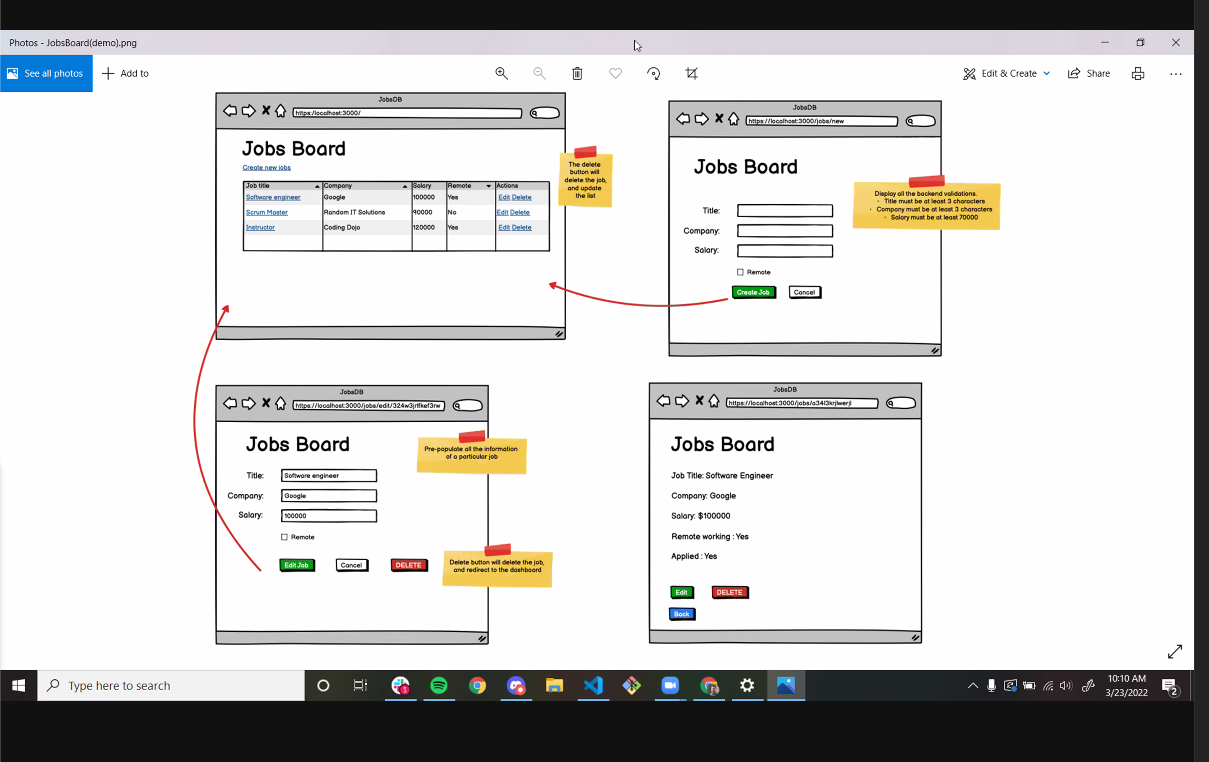 Photos - JobsBoard(demo).png
See all photos
Add to
Edit & Create
Share
JobsDB
https:/localhost:3000/
Jobs Board
Create new jobs
Job title Company Salary Remote Actions
Software engineer Google 100000 Yes Edit Delete
Scrum Master Random IT Solutions 90000 No Edit Delete
Instructor Coding Dojo 120000 Yes Edit Delete
The delete
button will
delete the job,
and update
the list
JobsDB
https://localhost:3000/jobs/new
Jobs Board
Title:
Company:
Salary:
Remote
Create Job Cancel
Display all the backend validations.
· Title must be at least 3 characters
· Company must be at least 3 characters
· Salary must be at least 70000
JobsDB
https://localhost:3000/jobs/edit/324w3jrlfkef3rw
Jobs Board
Title: Software engineer
Company: Google
Salary: 100000
Remote
Edit Job Cancel DELETE
Pre-populate all the information
of a particular job
Delete button will delete the job,
and redirect to the dashboard
JobsDB
https://localhost:3000/jobs/o34l3krjlwerjl
Jobs Board
Job Title: Software Engineer
Company: Google
Salary: $100000
Remote working : Yes
Applied : Yes
Edit DELETE
Back
Type here to search
10:10 AM
3/23/2022
2